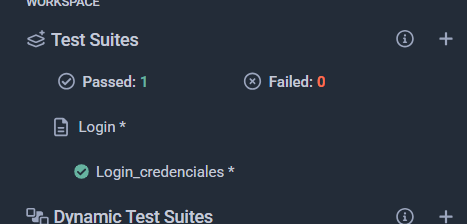 WORKSPACE
Test Suites
Passed: 1 Failed: 0
Login *
Login_credenciales *
Dynamic Test Suites